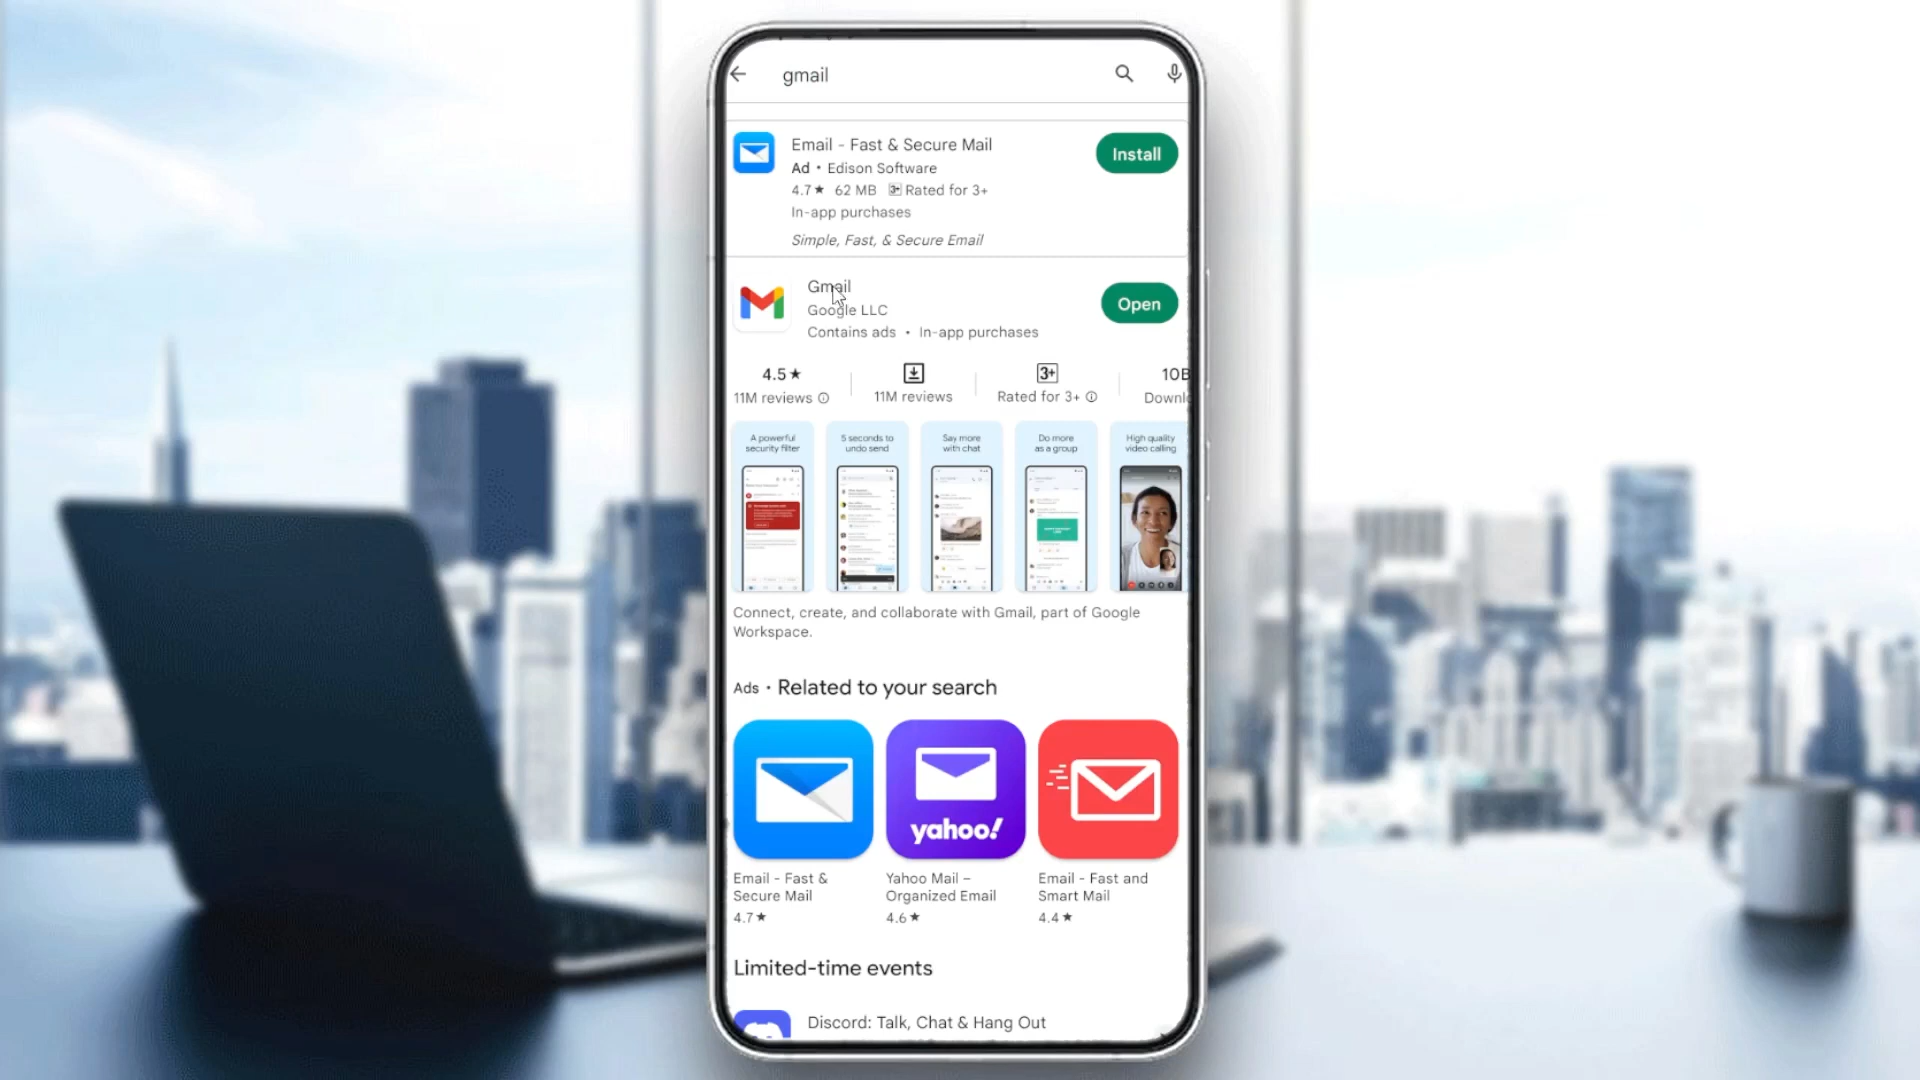 gmail
Email - Fast & Secure Mail
Install
Ad • Edison Software
4.7★ 62 MB 3+ Rated for 3+
In-app purchases
Simple, Fast, & Secure Email
Gmail
Google LLC
Open
Contains ads • In-app purchases
4.5★
3+
10B
11M reviews
11M reviews
Rated for 3+
Downlo
A powerful
security filter
5 seconds to
undo send
Say more
with chat
Do more
as a group
High quality
video calling
Connect, create, and collaborate with Gmail, part of Google
Workspace.
Ads • Related to your search
yahoo!
Email - Fast &
Secure Mail
4.7★
Yahoo Mail –
Organized Email
4.6★
Email - Fast and
Smart Mail
4.4★
Limited-time events
Discord: Talk, Chat & Hang Out